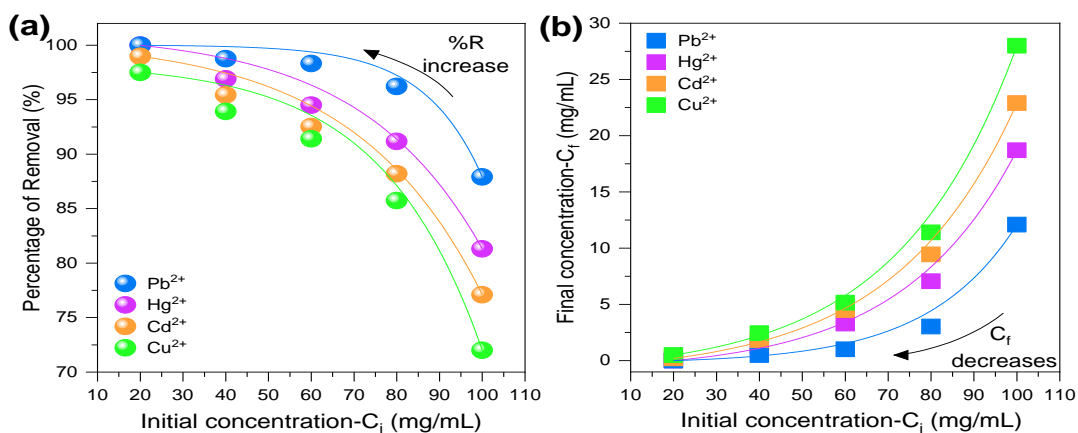 (a)
%R
increase
Percentage of Removal (%)
100
95
90
85
80
75
70
Pb²⁺
Hg²⁺
Cd²⁺
Cu²⁺
10 20 30 40 50 60 70 80 90 100 110
Initial concentration-Cᵢ (mg/mL)
(b)
Pb²⁺
Hg²⁺
Cd²⁺
Cu²⁺
Final concentration-C_f (mg/mL)
30
25
20
15
10
5
0
C_f
decreases
10 20 30 40 50 60 70 80 90 100 110
Initial concentration-Cᵢ (mg/mL)